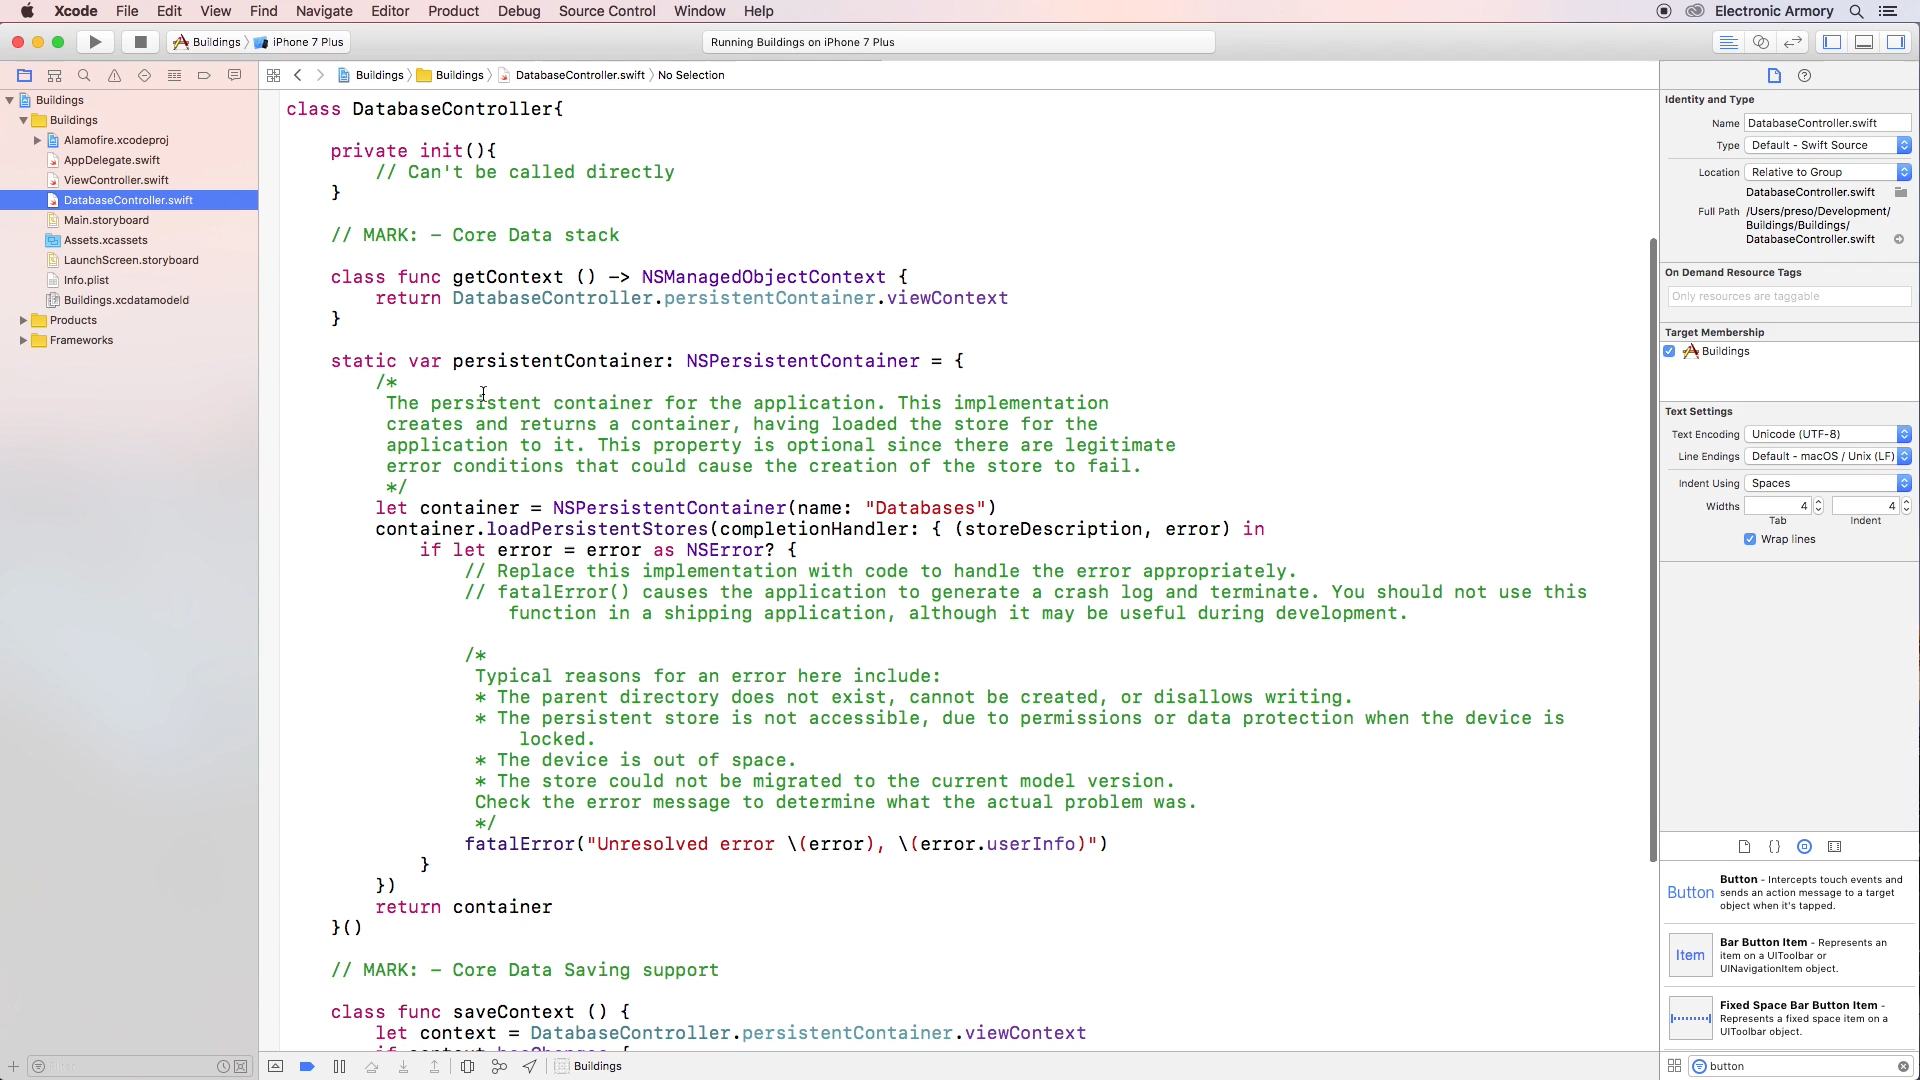 Xcode File Edit View Find Navigate Editor Product Debug Source Control Window Help Electronic Armory
Buildings iPhone 7 Plus Running Buildings on iPhone 7 Plus
Buildings Buildings DatabaseController.swift No Selection
Buildings
Buildings
Alamofire.xcodeproj
AppDelegate.swift
ViewController.swift
DatabaseController.swift
Main.storyboard
Assets.xcassets
LaunchScreen.storyboard
Info.plist
Buildings.xcdatamodeld
Products
Frameworks
class DatabaseController{
private init(){
// Can't be called directly
}
// MARK: - Core Data stack
class func getContext () -> NSManagedObjectContext {
return DatabaseController.persistentContainer.viewContext
}
static var persistentContainer: NSPersistentContainer = {
/*
The persistent container for the application. This implementation
creates and returns a container, having loaded the store for the
application to it. This property is optional since there are legitimate
error conditions that could cause the creation of the store to fail.
*/
let container = NSPersistentContainer(name: "Databases")
container.loadPersistentStores(completionHandler: { (storeDescription, error) in
if let error = error as NSError? {
// Replace this implementation with code to handle the error appropriately.
// fatalError() causes the application to generate a crash log and terminate. You should not use this
function in a shipping application, although it may be useful during development.
/*
Typical reasons for an error here include:
* The parent directory does not exist, cannot be created, or disallows writing.
* The persistent store is not accessible, due to permissions or data protection when the device is
locked.
* The device is out of space.
* The store could not be migrated to the current model version.
Check the error message to determine what the actual problem was.
*/
fatalError("Unresolved error \(error), \(error.userInfo)")
}
})
return container
}()
// MARK: - Core Data Saving support
class func saveContext () {
let context = DatabaseController.persistentContainer.viewContext
if context.hasChanges {
Buildings
Identity and Type
Name DatabaseController.swift
Type Default - Swift Source
Location Relative to Group
DatabaseController.swift
Full Path /Users/preso/Development/
Buildings/Buildings/
DatabaseController.swift
On Demand Resource Tags
Only resources are taggable
Target Membership
Buildings
Text Settings
Text Encoding Unicode (UTF-8)
Line Endings Default - macOS / Unix (LF)
Indent Using Spaces
Widths 4 4
Tab Indent
Wrap lines
{ }
Button Button - Intercepts touch events and
sends an action message to a target
object when it's tapped.
Item Bar Button Item - Represents an
item on a UIToolbar or
UINavigationItem object.
Fixed Space Bar Button Item -
Represents a fixed space item on a
UIToolbar object.
button